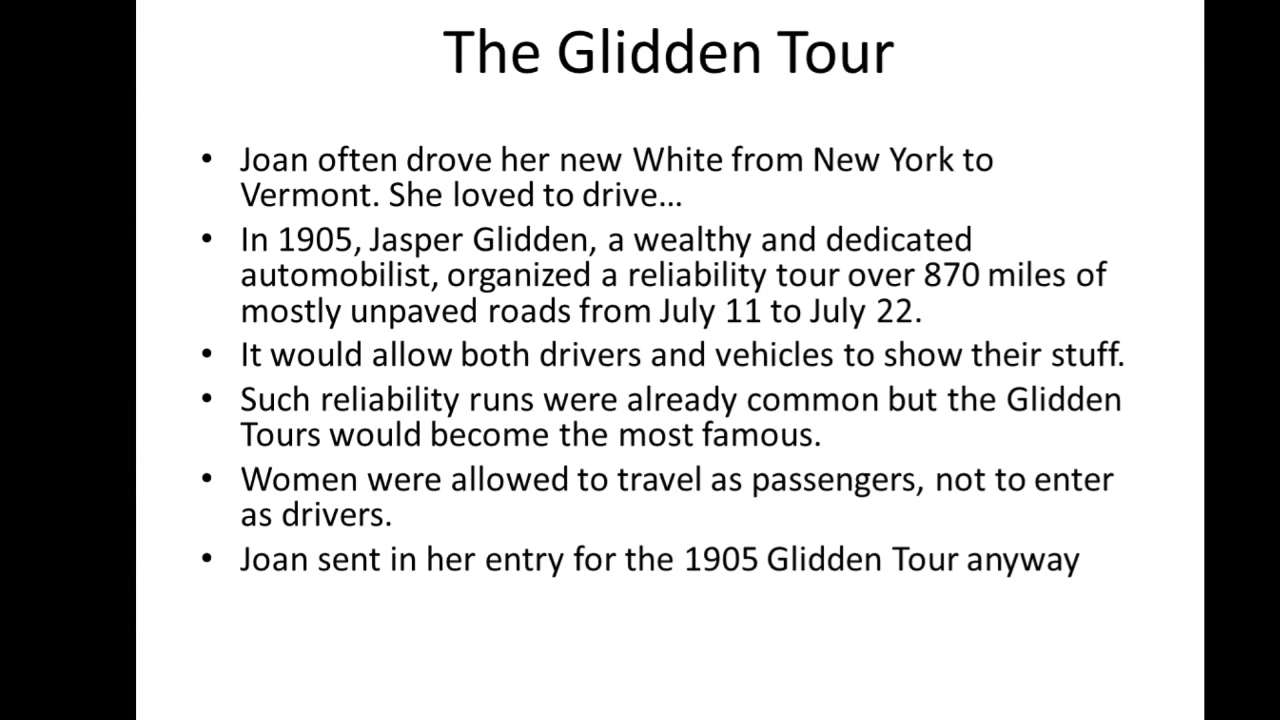 The Glidden Tour
• Joan often drove her new White from New York to
Vermont. She loved to drive…
• In 1905, Jasper Glidden, a wealthy and dedicated
automobilist, organized a reliability tour over 870 miles of
mostly unpaved roads from July 11 to July 22.
• It would allow both drivers and vehicles to show their stuff.
• Such reliability runs were already common but the Glidden
Tours would become the most famous.
• Women were allowed to travel as passengers, not to enter
as drivers.
• Joan sent in her entry for the 1905 Glidden Tour anyway